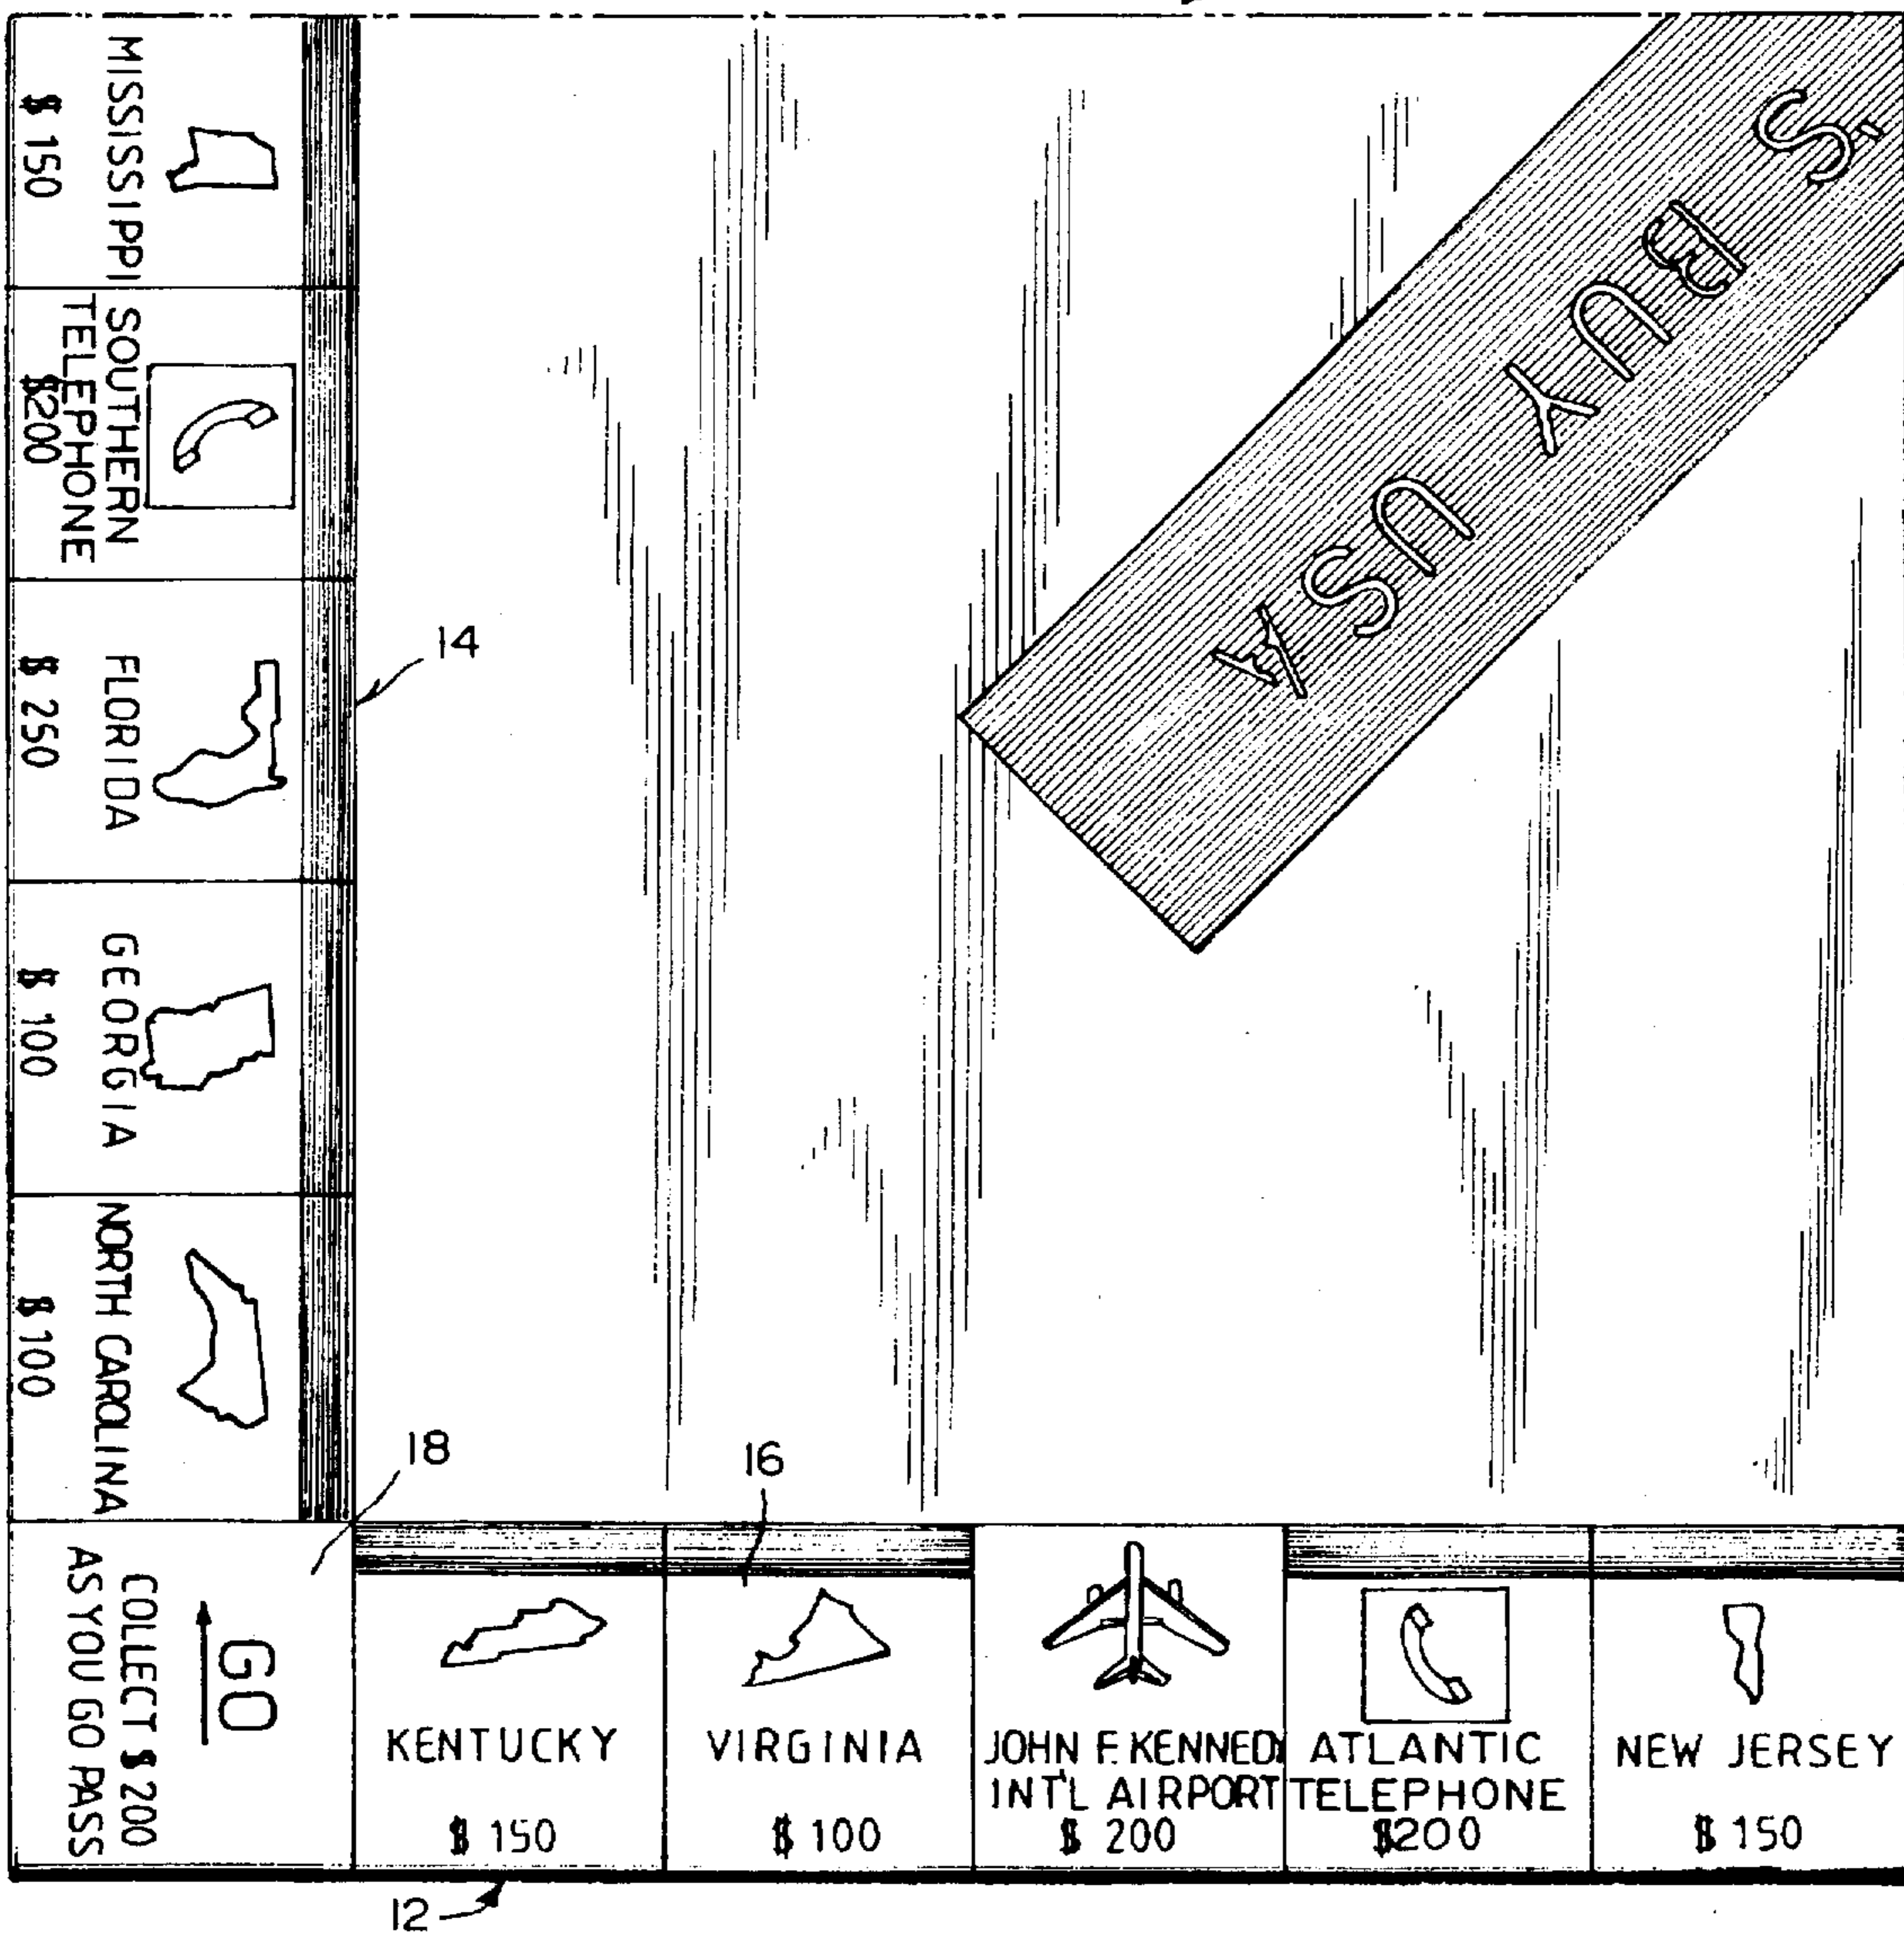 MISSISSIPPI
$ 150
SOUTHERN
TELEPHONE
$200
FLORIDA
$ 250
GEORGIA
$ 100
NORTH CAROLINA
$ 100
'S BUY USA
14
18
16
GO
COLLECT $ 200
AS YOU GO PASS
KENTUCKY
$ 150
VIRGINIA
$ 100
JOHN F. KENNEDY
INT'L AIRPORT
$ 200
ATLANTIC
TELEPHONE
$200
NEW JERSEY
$ 150
12